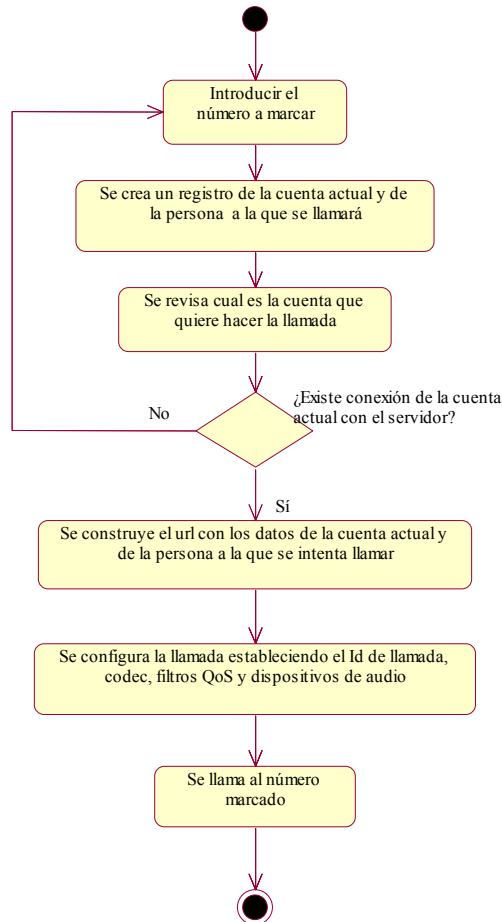 Introducir el
número a marcar
Se crea un registro de la cuenta actual y de
la persona a la que se llamará
Se revisa cual es la cuenta que
quiere hacer la llamada
¿Existe conexión de la cuenta
actual con el servidor?
No
Sí
Se construye el url con los datos de la cuenta actual y
de la persona a la que se intenta llamar
Se configura la llamada estableciendo el Id de llamada,
codec, filtros QoS y dispositivos de audio
Se llama al número
marcado